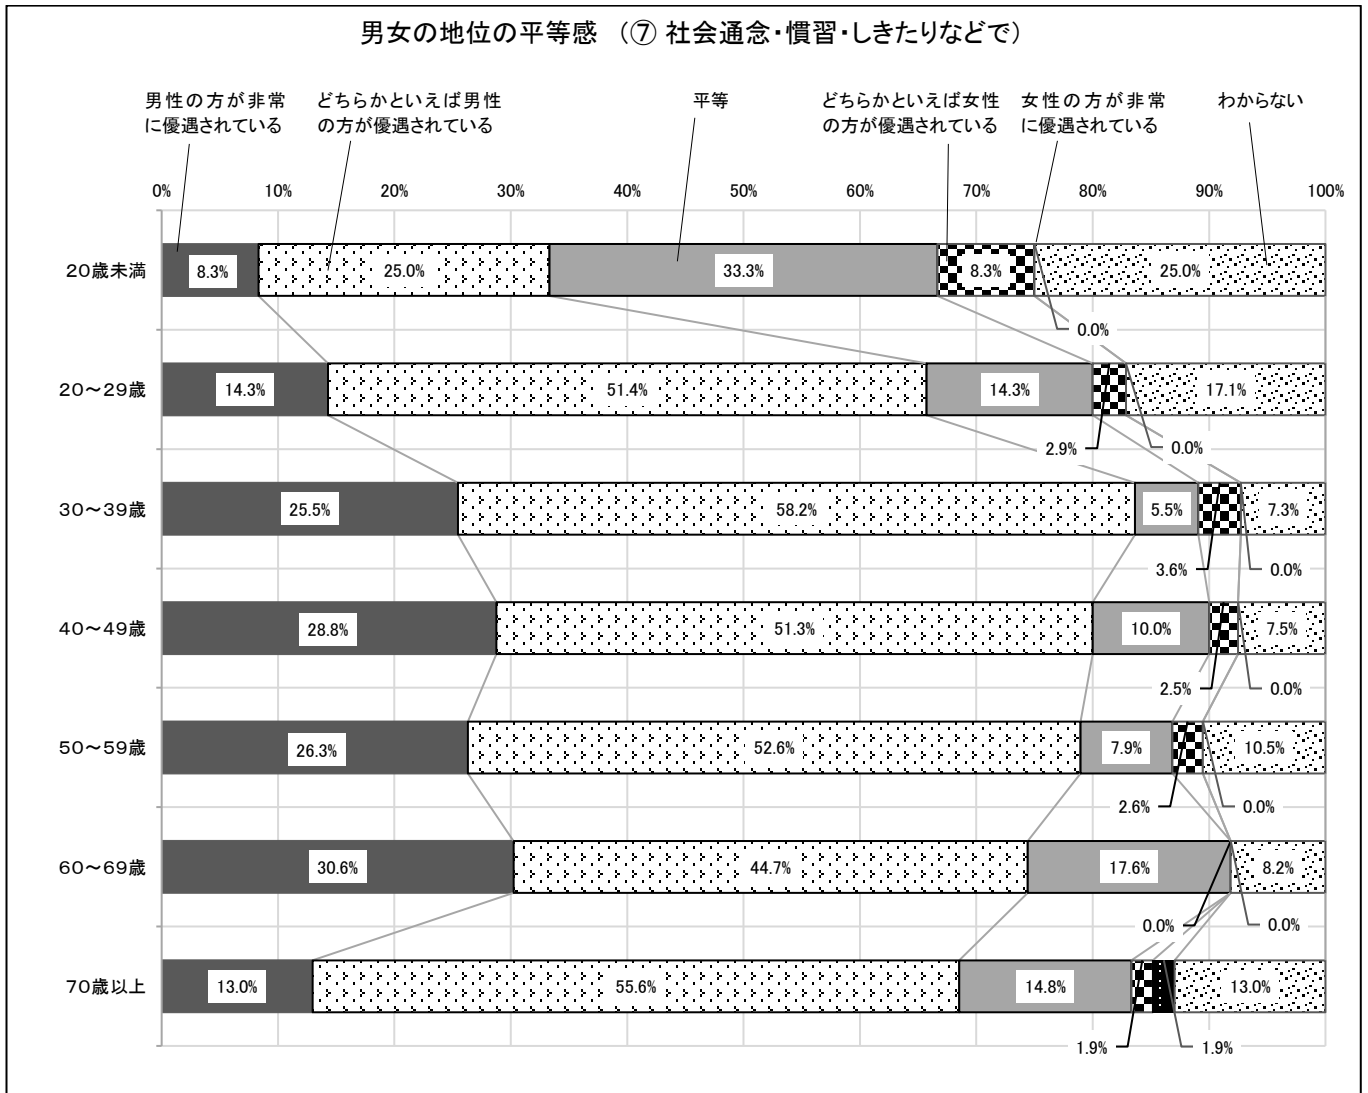 男女の地位の平等感 （⑦ 社会通念・慣習・しきたりなどで）
男性の方が非常
に優遇されている
どちらかといえば男性
の方が優遇されている
平等
どちらかといえば女性
の方が優遇されている
女性の方が非常
に優遇されている
わからない
0% 10% 20% 30% 40% 50% 60% 70% 80% 90% 100%
20歳未満 8.3% 25.0% 33.3% 8.3% 25.0%
0.0%
20～29歳 14.3% 51.4% 14.3% 17.1%
2.9% 0.0%
30～39歳 25.5% 58.2% 5.5% 7.3%
3.6% 0.0%
40～49歳 28.8% 51.3% 10.0% 7.5%
2.5% 0.0%
50～59歳 26.3% 52.6% 7.9% 10.5%
2.6% 0.0%
60～69歳 30.6% 44.7% 17.6% 8.2%
0.0% 0.0%
70歳以上 13.0% 55.6% 14.8% 13.0%
1.9% 1.9%